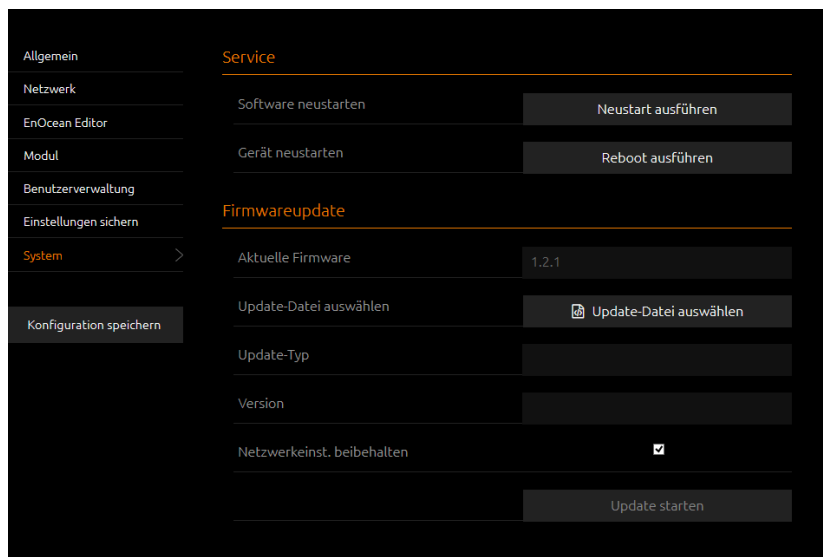 Allgemein
Netzwerk
EnOcean Editor
Modul
Benutzerverwaltung
Einstellungen sichern
System
Konfiguration speichern
Service
Software neustarten
Neustart ausführen
Gerät neustarten
Reboot ausführen
Firmwareupdate
Aktuelle Firmware
1.2.1
Update-Datei auswählen
Update-Datei auswählen
Update-Typ
Version
Netzwerkeinst. beibehalten
Update starten